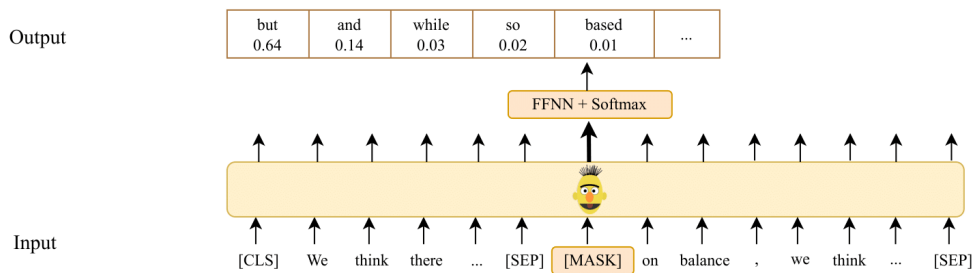 Output
but and while so based ...
0.64 0.14 0.03 0.02 0.01
FFNN + Softmax
Input
[CLS] We think there ... [SEP] [MASK] on balance , we think ... [SEP]